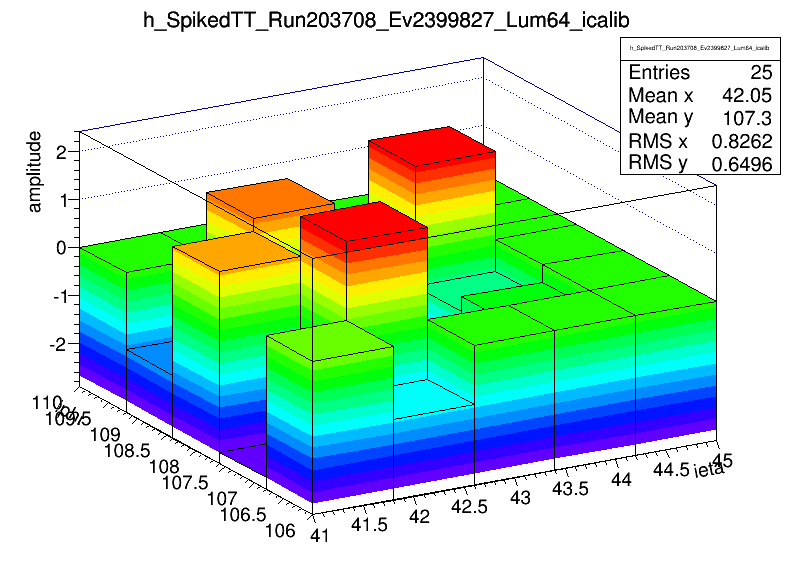 h_SpikedTT_Run203708_Ev2399827_Lum64_icalib
h_SpikedTT_Run203708_Ev2399827_Lum64_icalib
Entries 25
Mean x 42.05
Mean y 107.3
RMS x 0.8262
RMS y 0.6496
amplitude
2
1
0
-1
-2
110
109.5
109
108.5
108
107.5
107
106.5
106
41
41.5
42
42.5
43
43.5
44
44.5
45
ieta